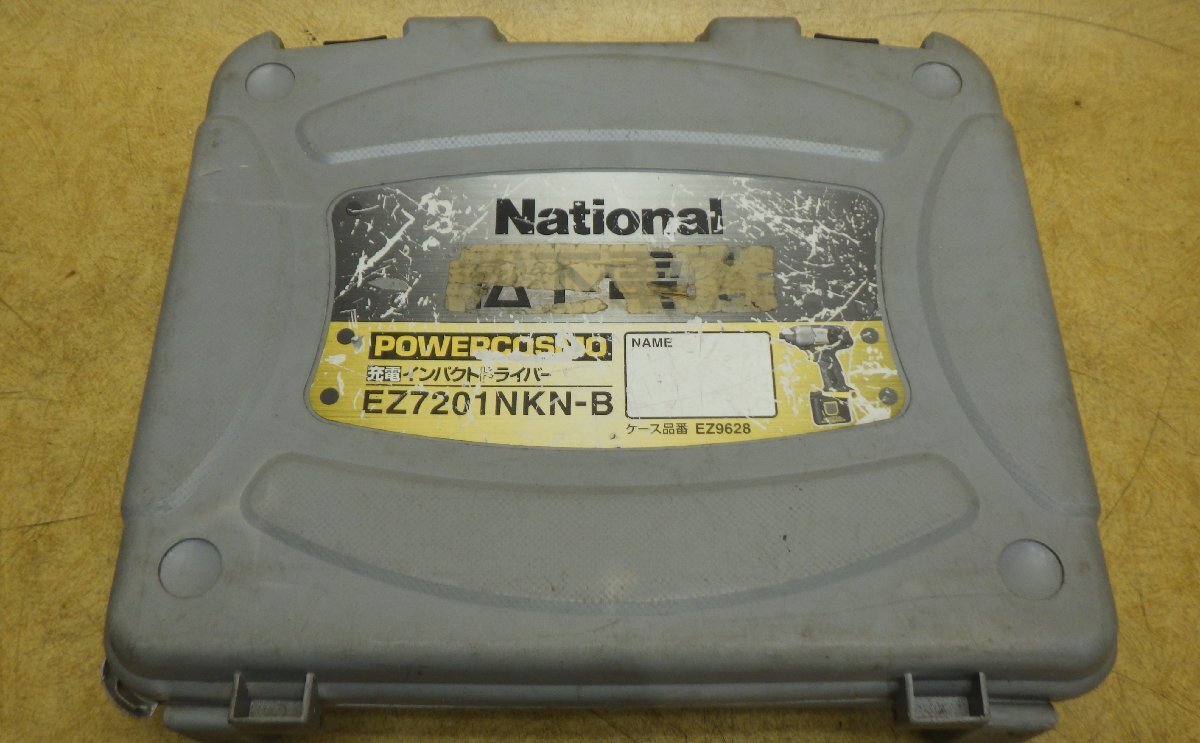 National
POWERCOSMO
充電インパクトドライバー
EZ7201NKN-B
NAME
ケース品番 EZ9628